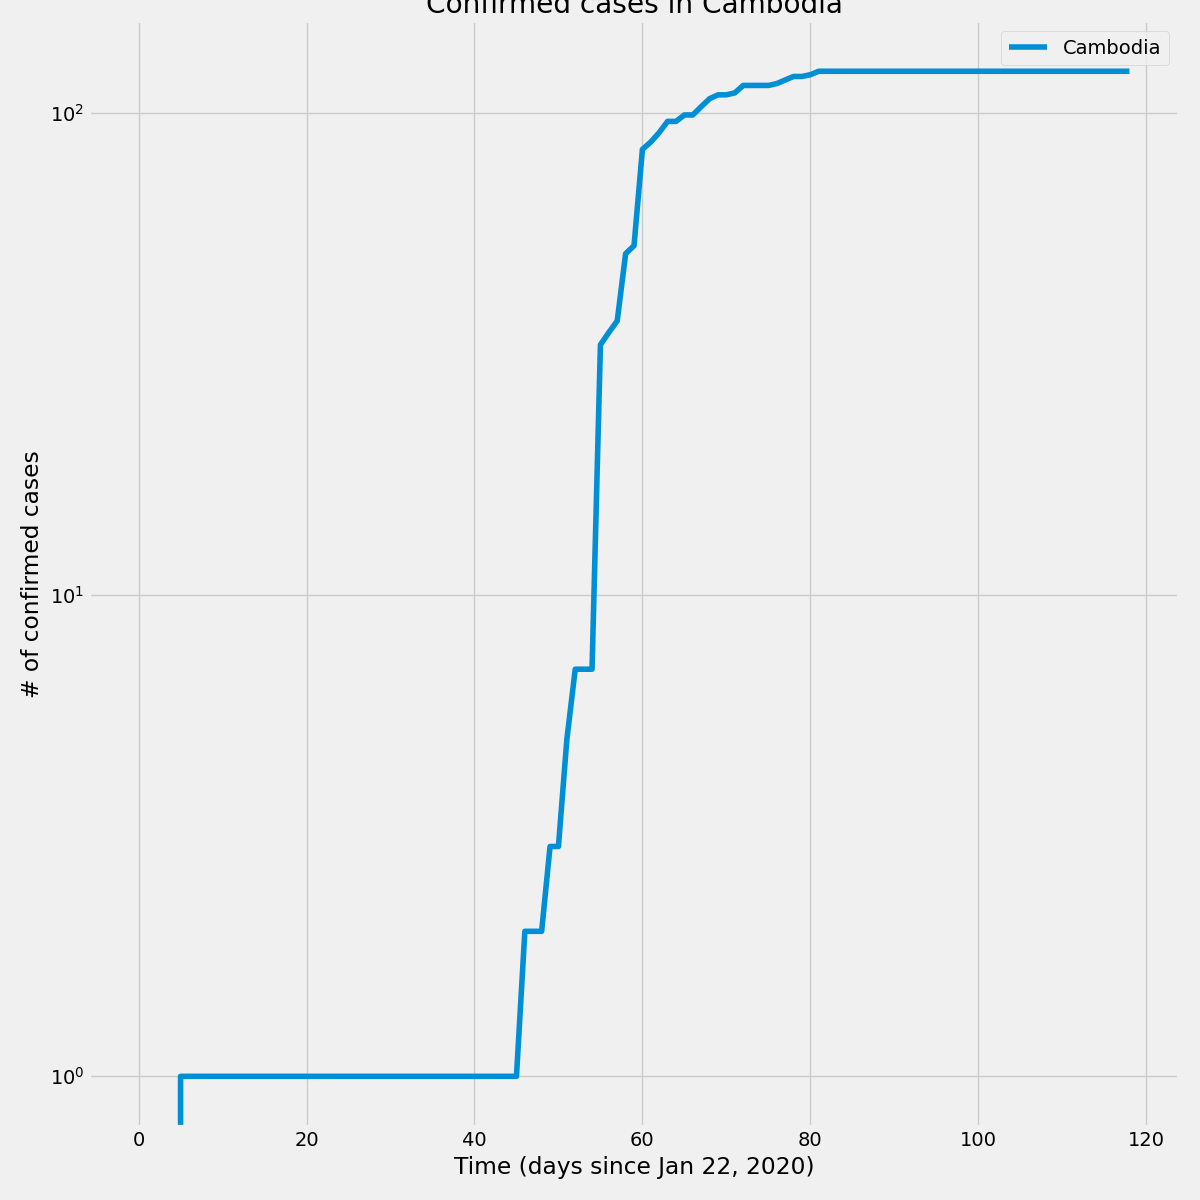 Confirmed cases in Cambodia
Cambodia
10²
10¹
10⁰
# of confirmed cases
0 20 40 60 80 100 120
Time (days since Jan 22, 2020)